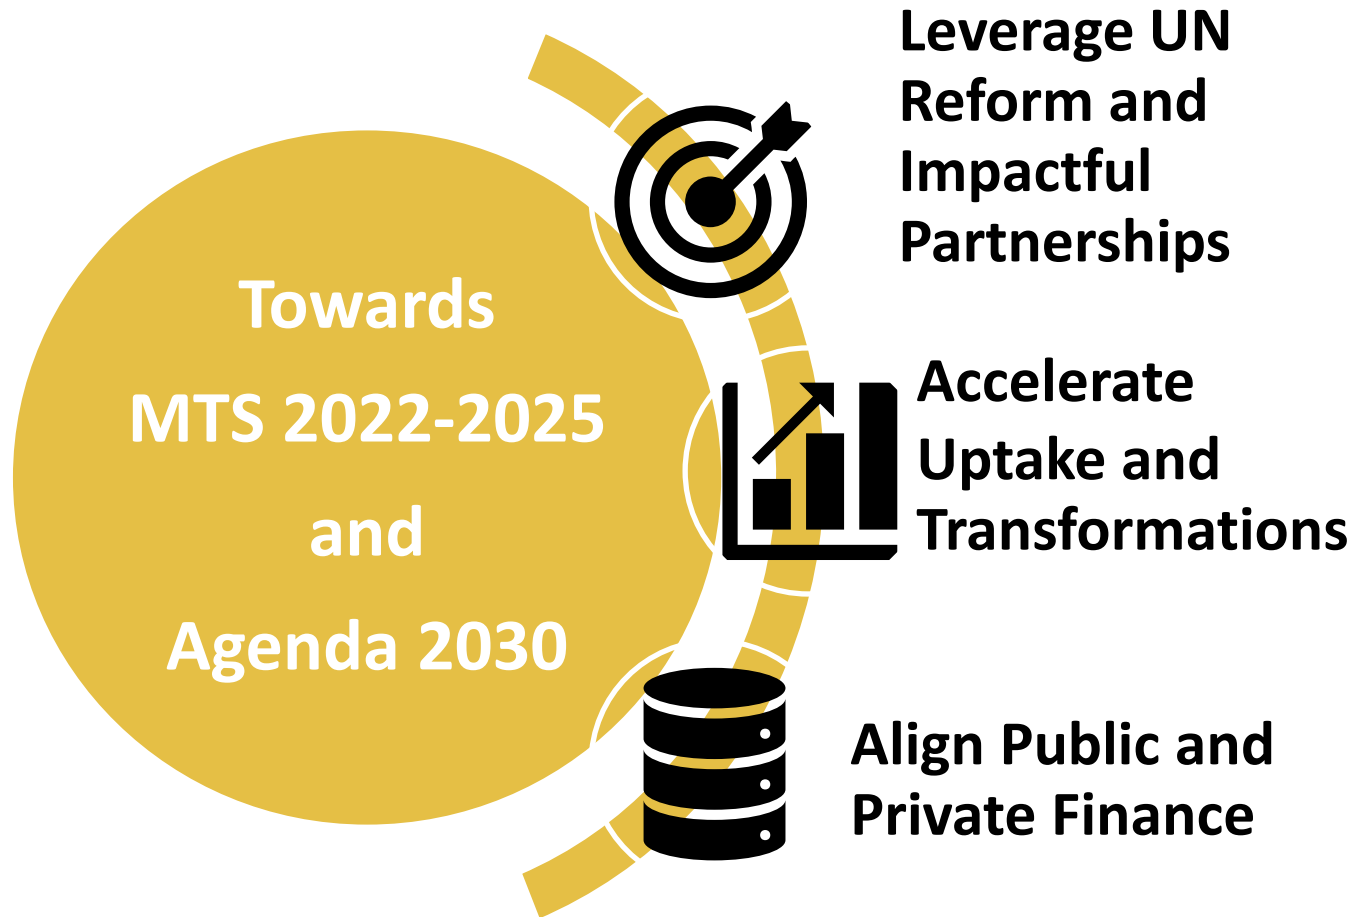 Towards
MTS 2022-2025
and
Agenda 2030
Leverage UN
Reform and
Impactful
Partnerships
Accelerate
Uptake and
Transformations
Align Public and
Private Finance